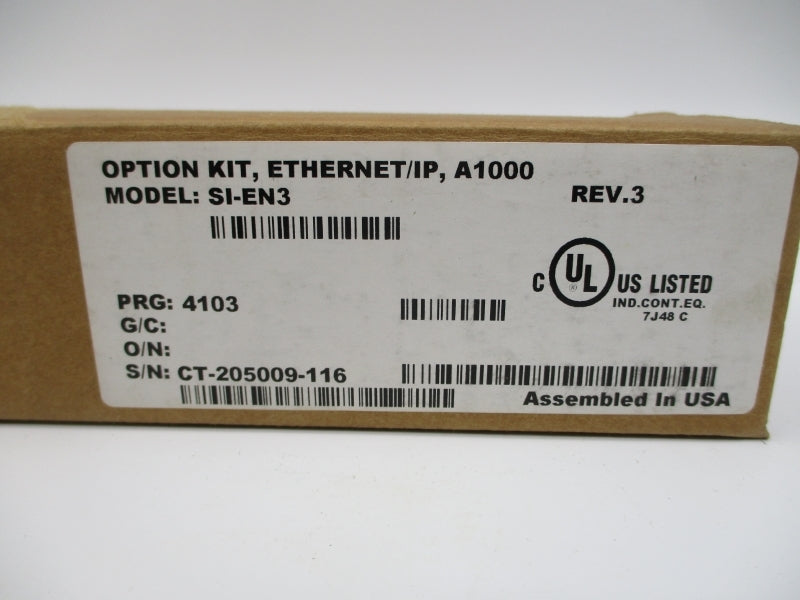 OPTION KIT, ETHERNET/IP, A1000
MODEL: SI-EN3 REV.3
C UL US LISTED
IND.CONT.EQ.
7J48 C
PRG: 4103
G/C:
O/N:
S/N: CT-205009-116
Assembled In USA